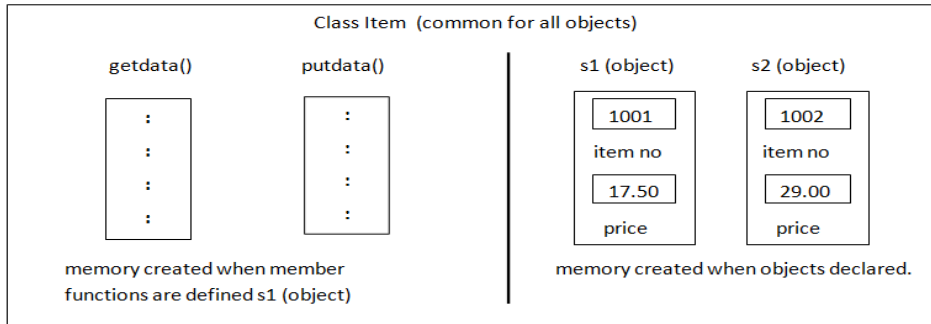 Class Item (common for all objects)
getdata()
putdata()
:
:
:
:
:
:
:
:
memory created when member
functions are defined s1 (object)
s1 (object)
s2 (object)
1001
1002
item no
item no
17.50
29.00
price
price
memory created when objects declared.